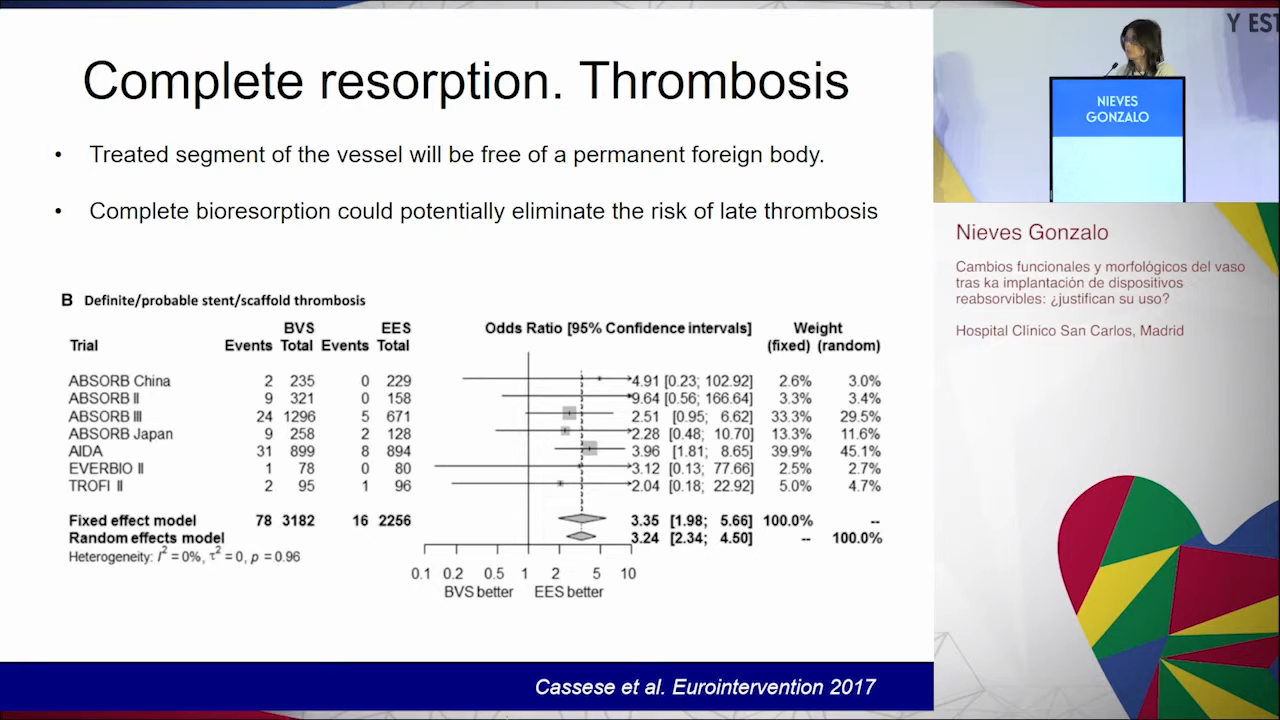 Complete resorption. Thrombosis
• Treated segment of the vessel will be free of a permanent foreign body.
• Complete bioresorption could potentially eliminate the risk of late thrombosis
B Definite/probable stent/scaffold thrombosis
BVS EES Odds Ratio [95% Confidence intervals] Weight
Trial Events Total Events Total (fixed) (random)
ABSORB China 2 235 0 229 4.91 [0.23; 102.92] 2.6% 3.0%
ABSORB II 9 321 0 158 9.64 [0.56; 166.64] 3.3% 3.4%
ABSORB III 24 1296 5 671 2.51 [0.95; 6.62] 33.3% 29.5%
ABSORB Japan 9 258 2 128 2.28 [0.48; 10.70] 13.3% 11.6%
AIDA 31 899 8 894 3.96 [1.81; 8.65] 39.9% 45.1%
EVERBIO II 1 78 0 80 3.12 [0.13; 77.66] 2.5% 2.7%
TROFI II 2 95 1 96 2.04 [0.18; 22.92] 5.0% 4.7%
Fixed effect model 78 3182 16 2256 3.35 [1.98; 5.66] 100.0% --
Random effects model 3.24 [2.34; 4.50] -- 100.0%
Heterogeneity: I² = 0%, τ² = 0, p = 0.96
0.1 0.2 0.5 1 2 5 10
BVS better EES better
Cassese et al. Eurointervention 2017
Y EST
NIEVES
GONZALO
Nieves Gonzalo
Cambios funcionales y morfológicos del vaso
tras ka implantación de dispositivos
reabsorvibles: ¿justifican su uso?
Hospital Clínico San Carlos, Madrid